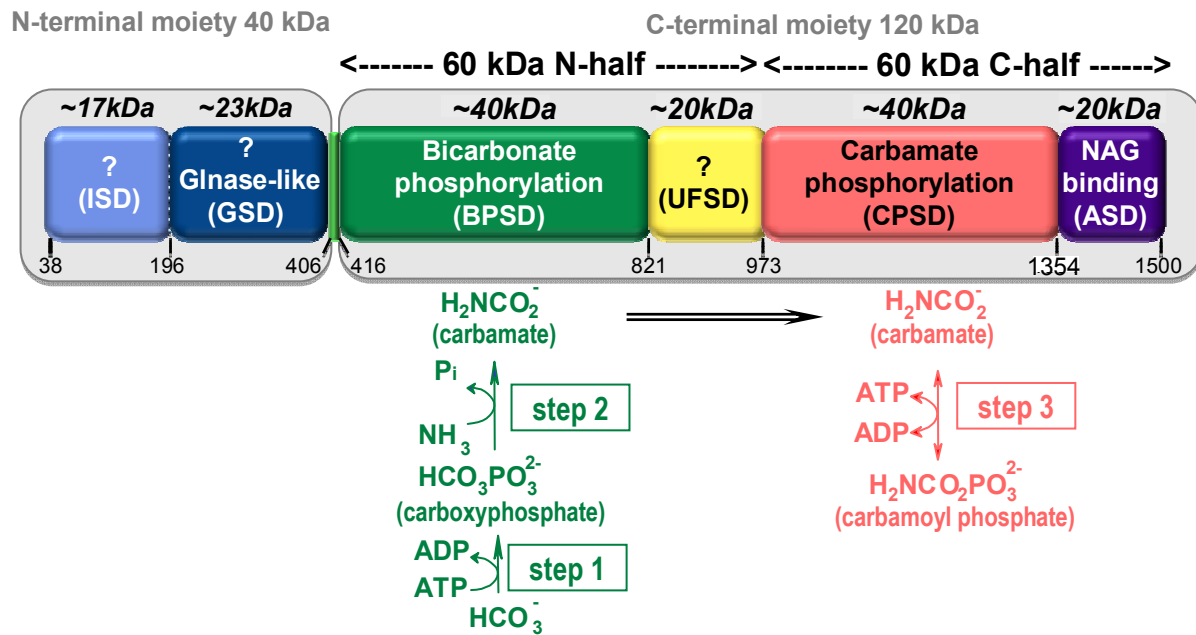 N-terminal moiety 40 kDa
C-terminal moiety 120 kDa
<------- 60 kDa N-half -------->
<-------- 60 kDa C-half ------>
~17kDa
~23kDa
~40kDa
~20kDa
~40kDa
~20kDa
?
(ISD)
?
Glnase-like
(GSD)
Bicarbonate
phosphorylation
(BPSD)
?
(UFSD)
Carbamate
phosphorylation
(CPSD)
NAG
binding
(ASD)
38
196
406
416
821
973
1354
1500
H₂NCO₂⁻
(carbamate)
Pi
step 2
NH₃
HCO₃PO₃²⁻
(carboxyphosphate)
ADP
step 1
ATP
HCO₃⁻
H₂NCO₂⁻
(carbamate)
ATP
step 3
ADP
H₂NCO₂PO₃²⁻
(carbamoyl phosphate)